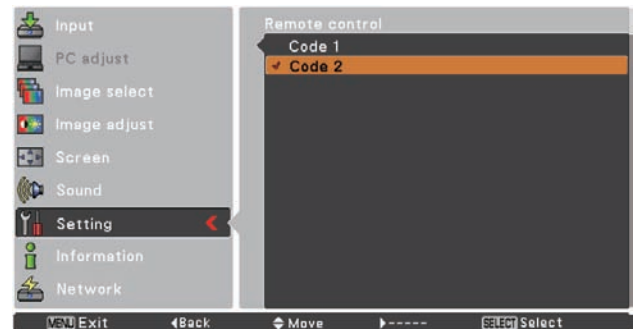 Input
PC adjust
Image select
Image adjust
Screen
Sound
Setting
Information
Network
Remote control
Code 1
Code 2
MENU Exit ◀Back Move ▶----- SELECT Select